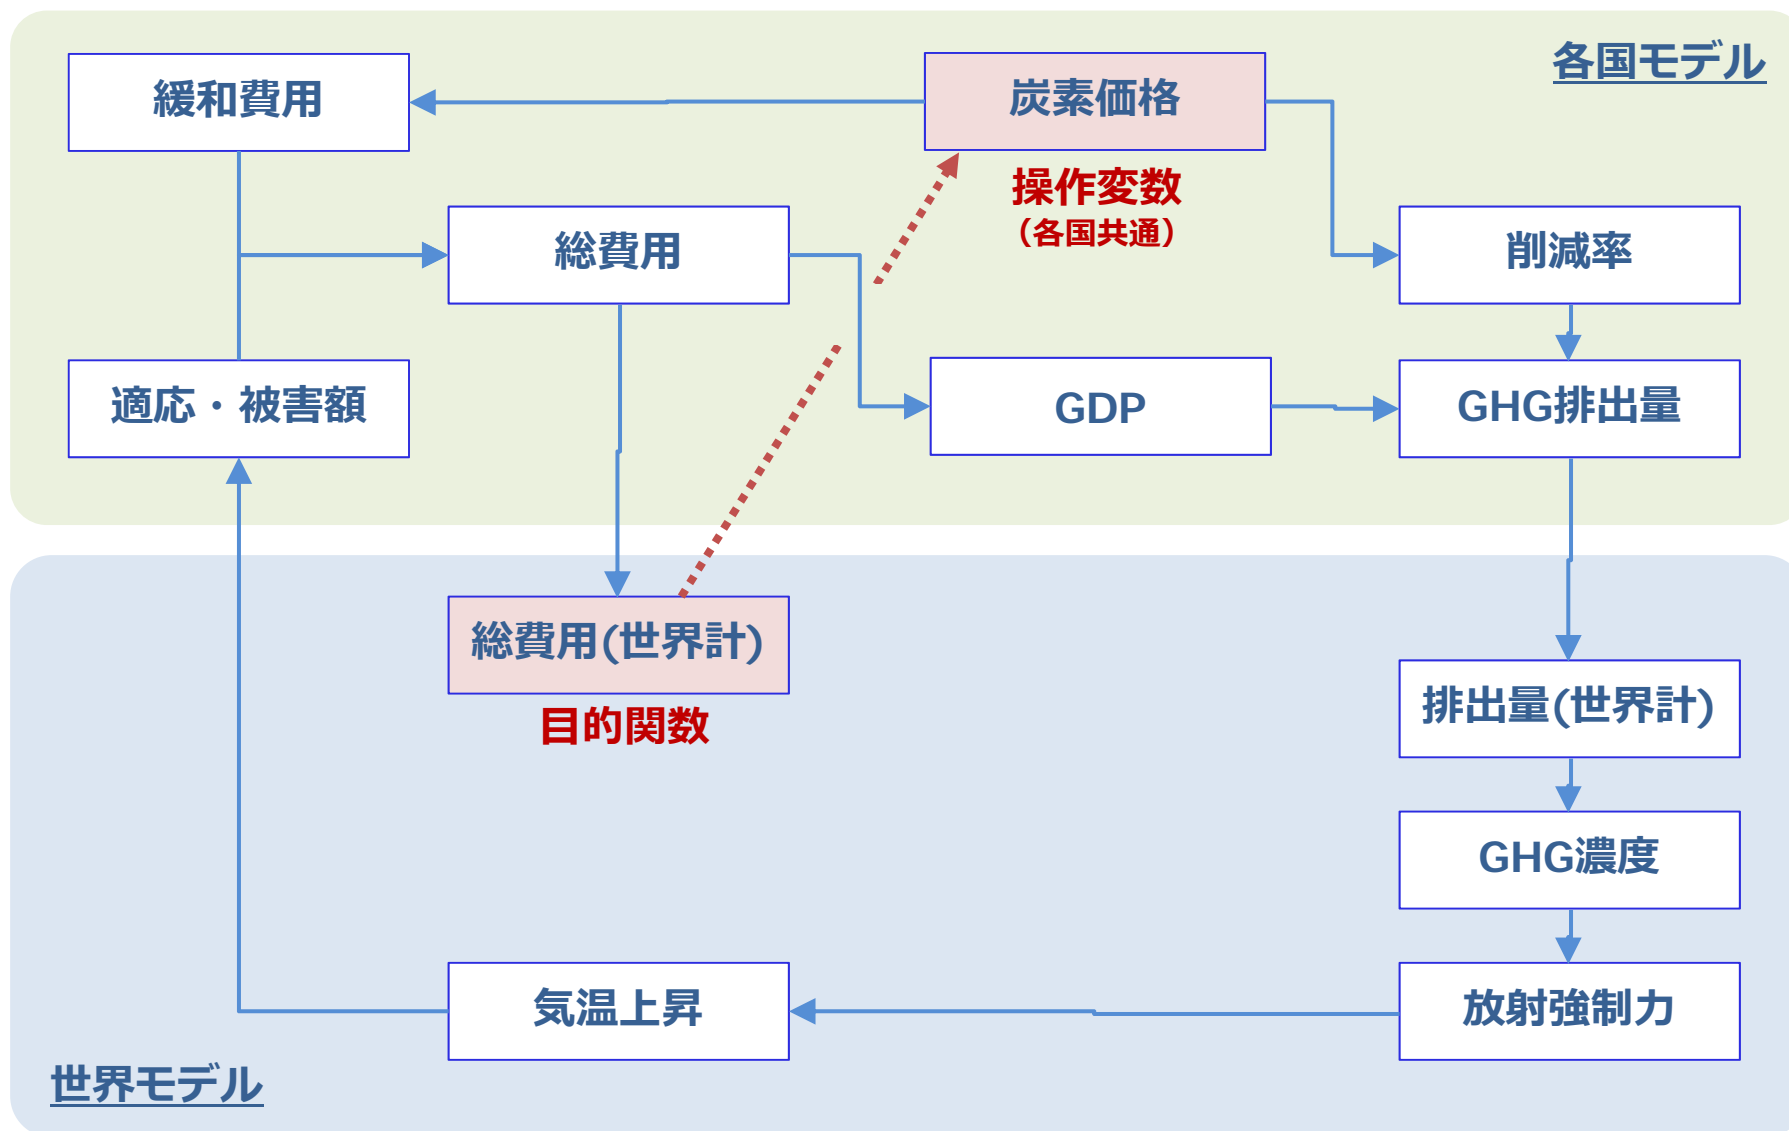 各国モデル
緩和費用
炭素価格
操作変数
（各国共通）
総費用
削減率
適応・被害額
GDP
GHG排出量
総費用(世界計)
目的関数
排出量(世界計)
GHG濃度
気温上昇
放射強制力
世界モデル